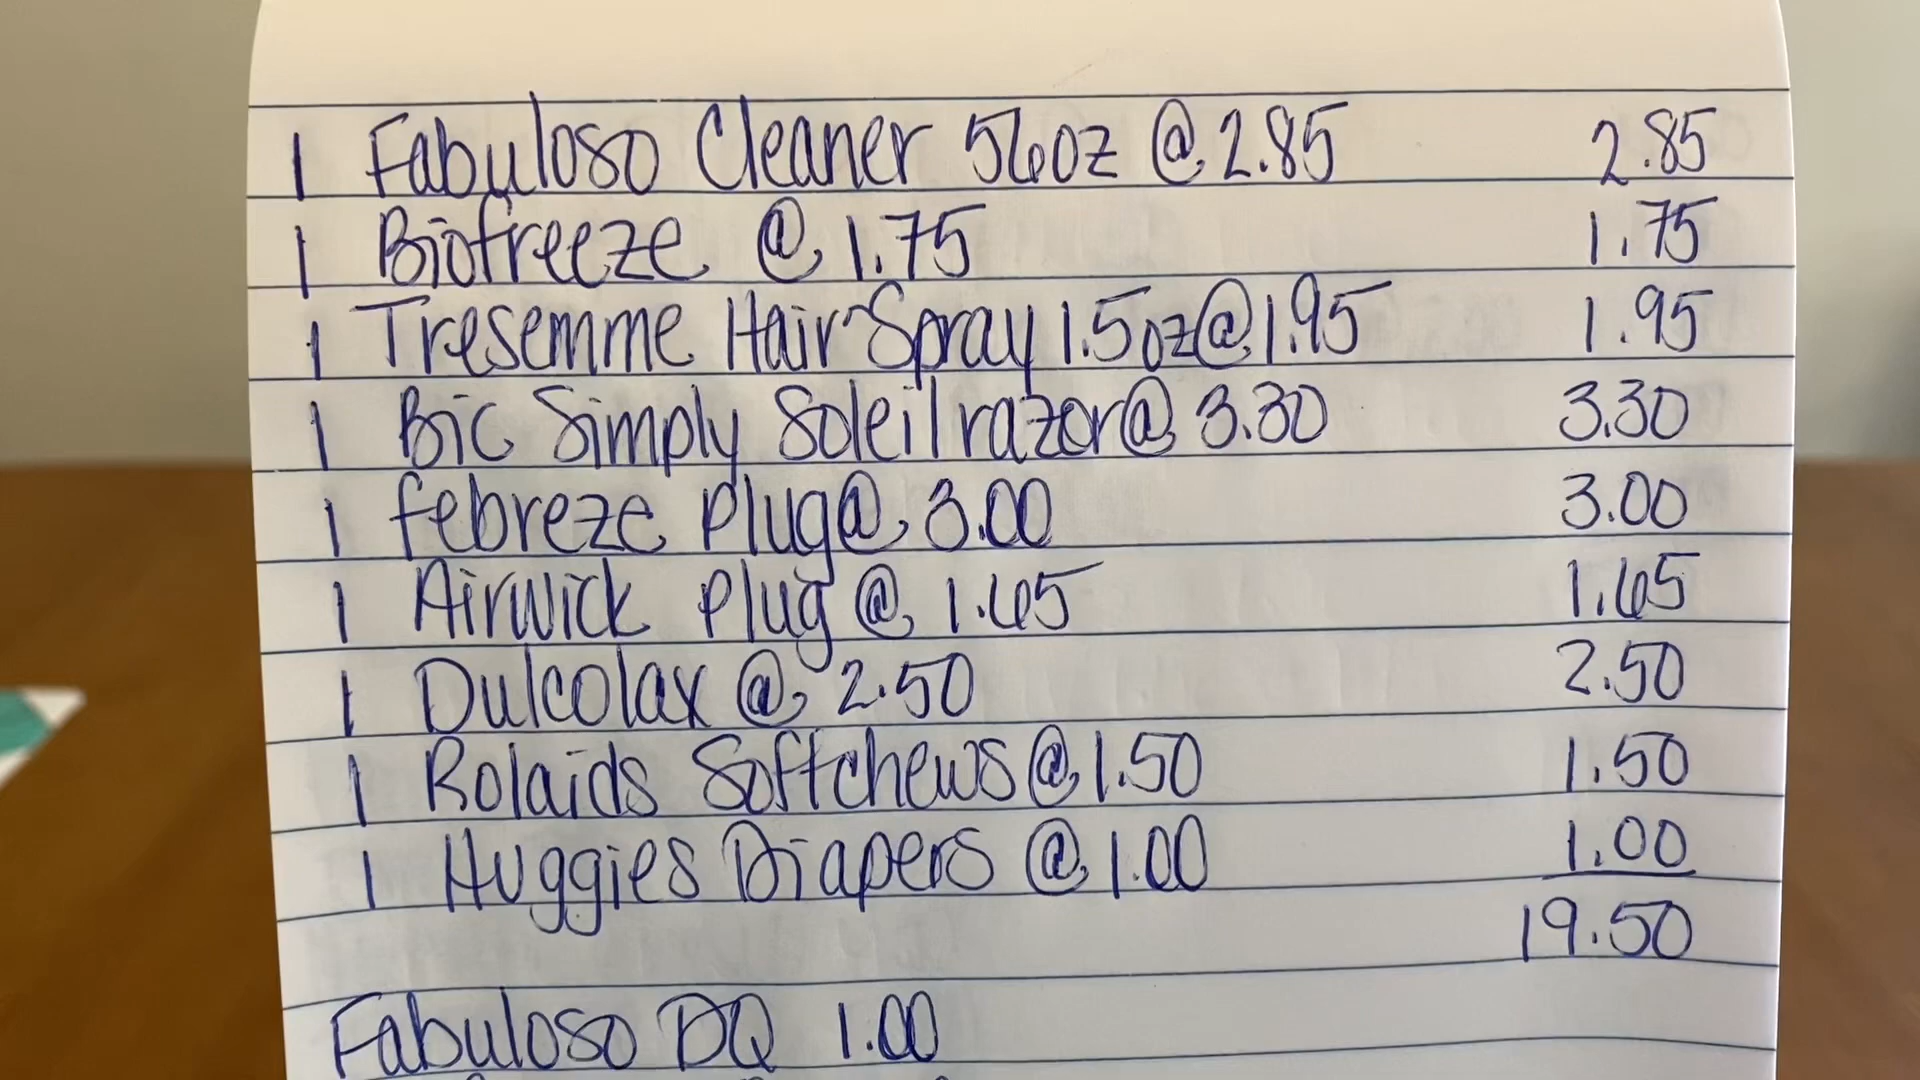 1 Fabuloso Cleaner 56oz @ 2.85 2.85
1 Biofreeze @ 1.75 1.75
1 Tresemme Hair Spray 1.5oz @ 1.95 1.95
1 Bic Simply Soleil razor @ 3.30 3.30
1 febreze plug @ 3.00 3.00
1 Airwick plug @ 1.65 1.65
1 Dulcolax @ 2.50 2.50
1 Rolaids Softchews @ 1.50 1.50
1 Huggies Diapers @ 1.00 1.00
19.50
Fabuloso DQ 1.00